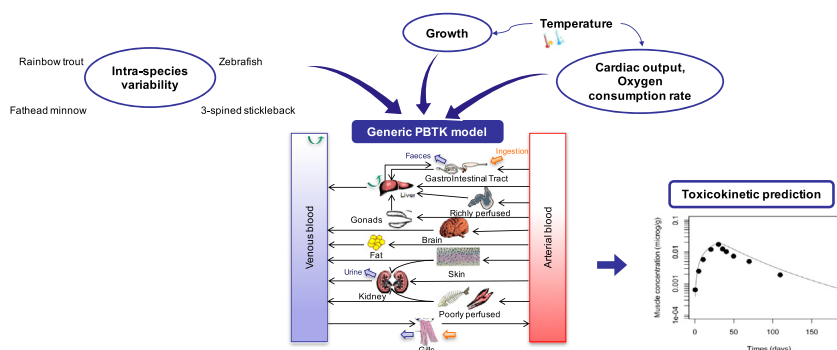 Growth
Temperature
Rainbow trout
Zebrafish
Intra-species
variability
Fathead minnow
3-spined stickleback
Cardiac output,
Oxygen
consumption rate
Generic PBTK model
Faeces
Ingestion
GastroIntestinal Tract
Liver
Richly perfused
Gonads
Brain
Fat
Skin
Urine
Kidney
Poorly perfused
Gills
Venous blood
Arterial blood
Toxicokinetic prediction
Muscle concentration (microg/g)
0.1
0.01
0.001
1e-04
0
50
100
150
Times (days)